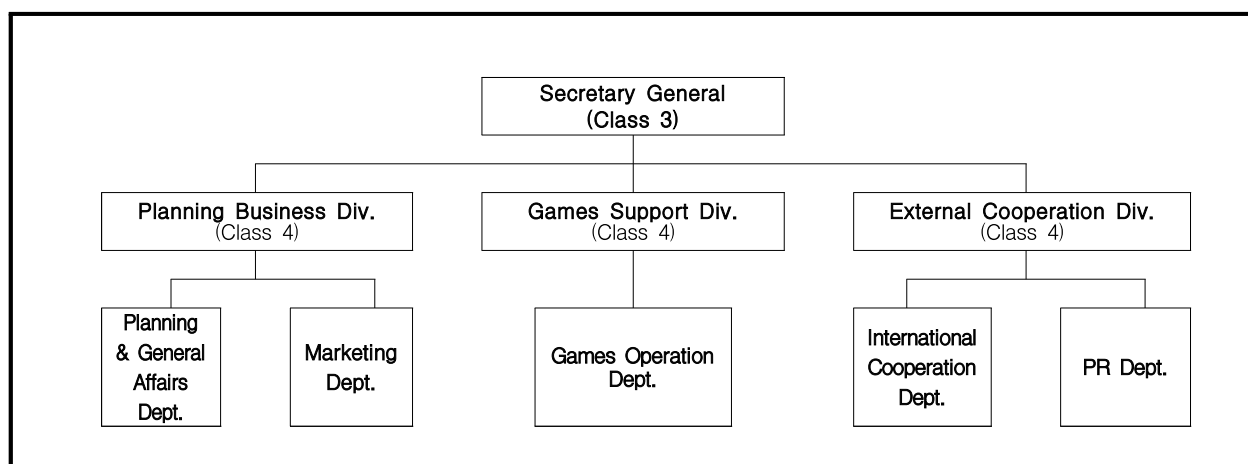 Secretary General
(Class 3)
Planning Business Div.
(Class 4)
Games Support Div.
(Class 4)
External Cooperation Div.
(Class 4)
Planning
& General
Affairs
Dept.
Marketing
Dept.
Games Operation
Dept.
International
Cooperation
Dept.
PR Dept.